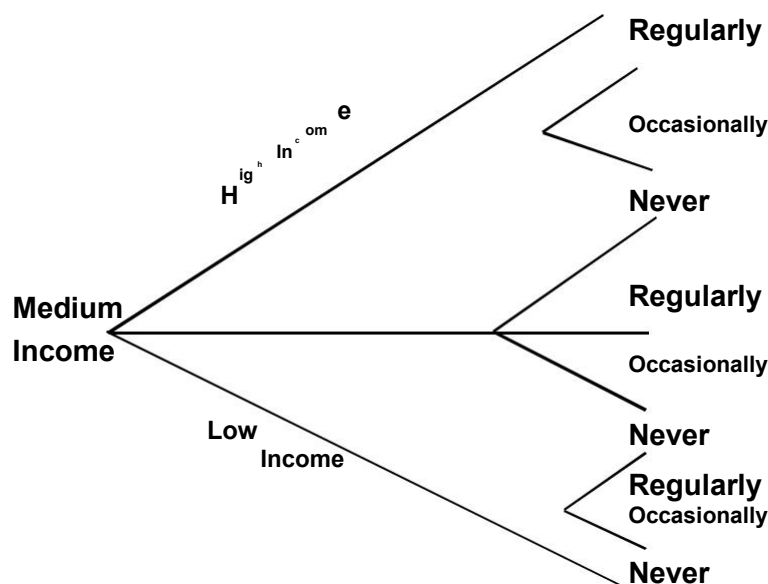 Regularly
High Income
Occasionally
Never
Medium
Income
Regularly
Occasionally
Low
Income
Never
Regularly
Occasionally
Never